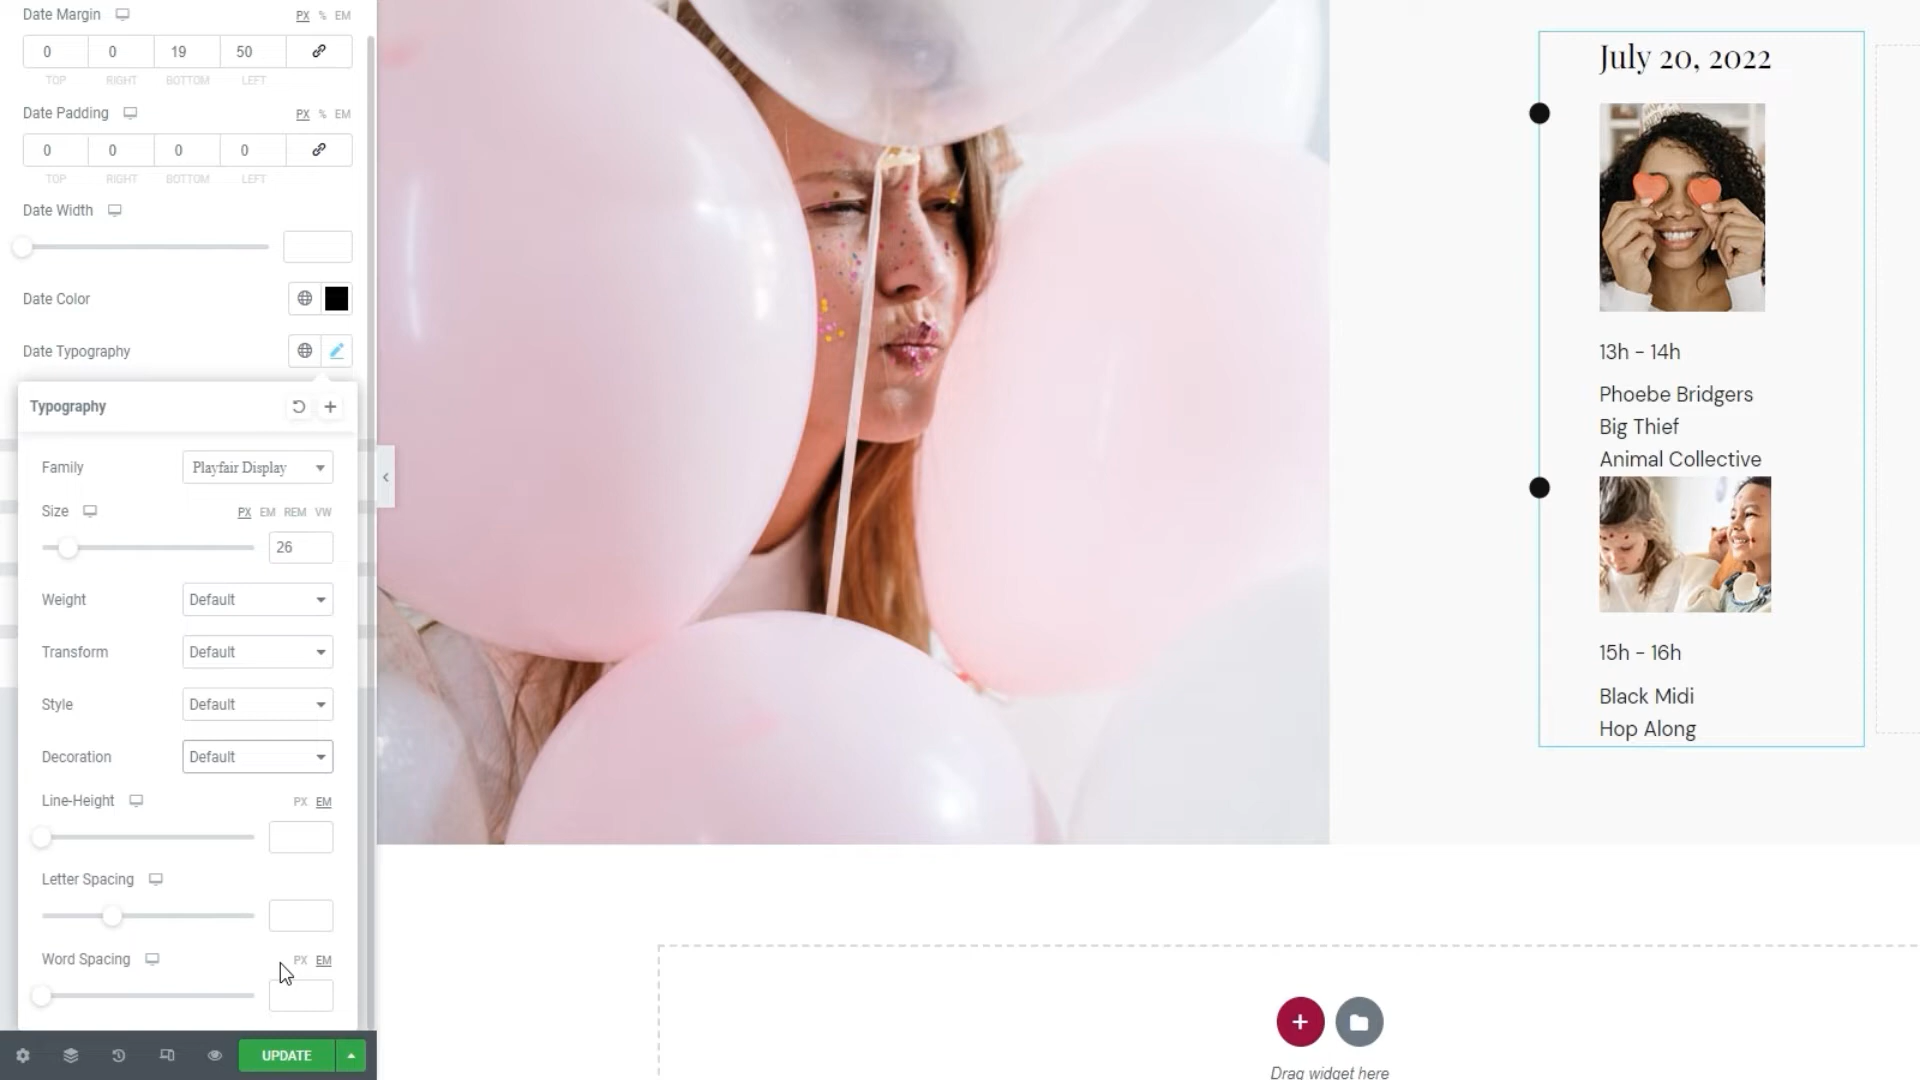 Date Margin
PX % EM
0 0 19 50
TOP RIGHT BOTTOM LEFT
Date Padding
PX % EM
0 0 0 0
TOP RIGHT BOTTOM LEFT
Date Width
Date Color
Date Typography
Typography
Family
Playfair Display
Size
PX EM REM VW
26
Weight
Default
Transform
Default
Style
Default
Decoration
Default
Line-Height
PX EM
Letter Spacing
Word Spacing
PX EM
UPDATE
July 20, 2022
13h - 14h
Phoebe Bridgers
Big Thief
Animal Collective
15h - 16h
Black Midi
Hop Along
Drag widget here